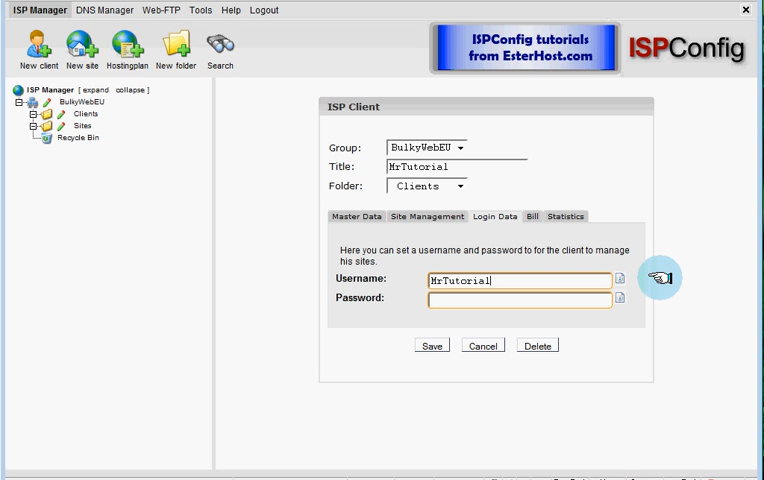 ISP Manager DNS Manager Web-FTP Tools Help Logout
New client New site Hostingplan New folder Search
ISPConfig tutorials
from EsterHost.com
ISPConfig
ISP Manager [ expand collapse ]
BulkyWebEU
Clients
Sites
Recycle Bin
ISP Client
Group: BulkyWebEU
Title: MrTutorial
Folder: Clients
Master Data Site Management Login Data Bill Statistics
Here you can set a username and password to for the client to manage
his sites.
Username: MrTutorial
Password:
Save Cancel Delete